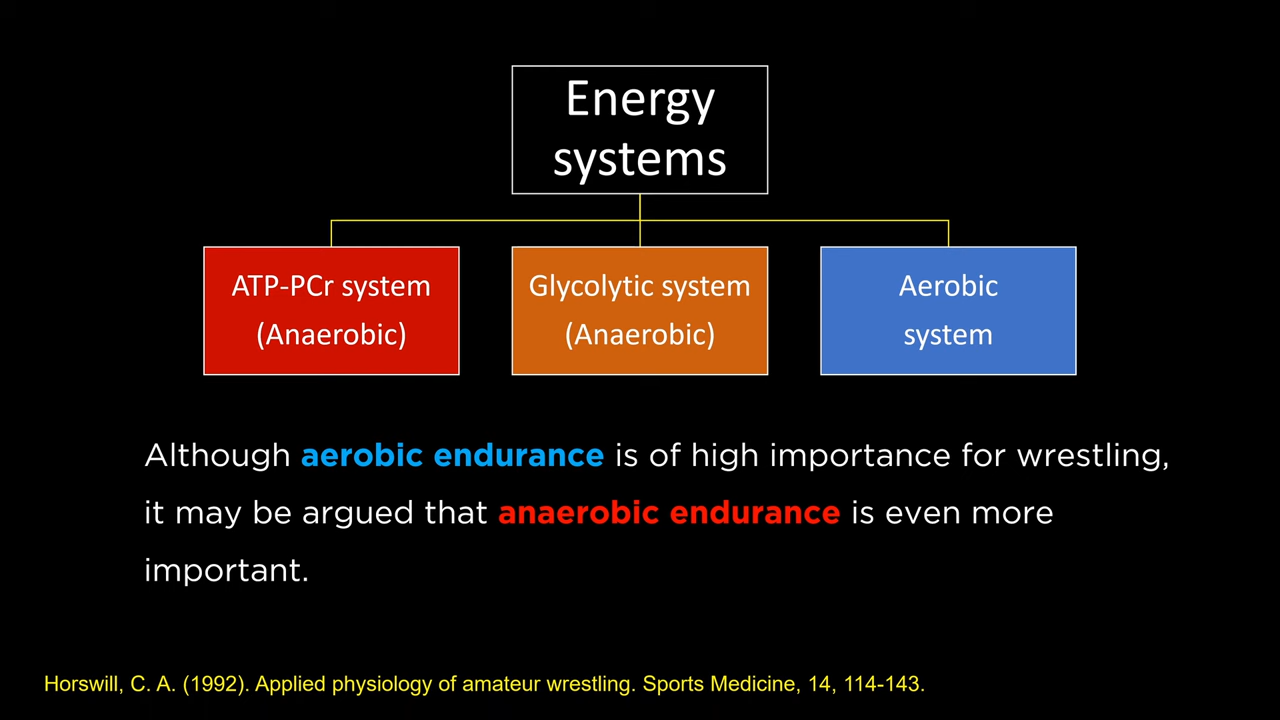 Energy
systems
ATP-PCr system
(Anaerobic)
Glycolytic system
(Anaerobic)
Aerobic
system
Although aerobic endurance is of high importance for wrestling,
it may be argued that anaerobic endurance is even more
important.
Horswill, C. A. (1992). Applied physiology of amateur wrestling. Sports Medicine, 14, 114-143.